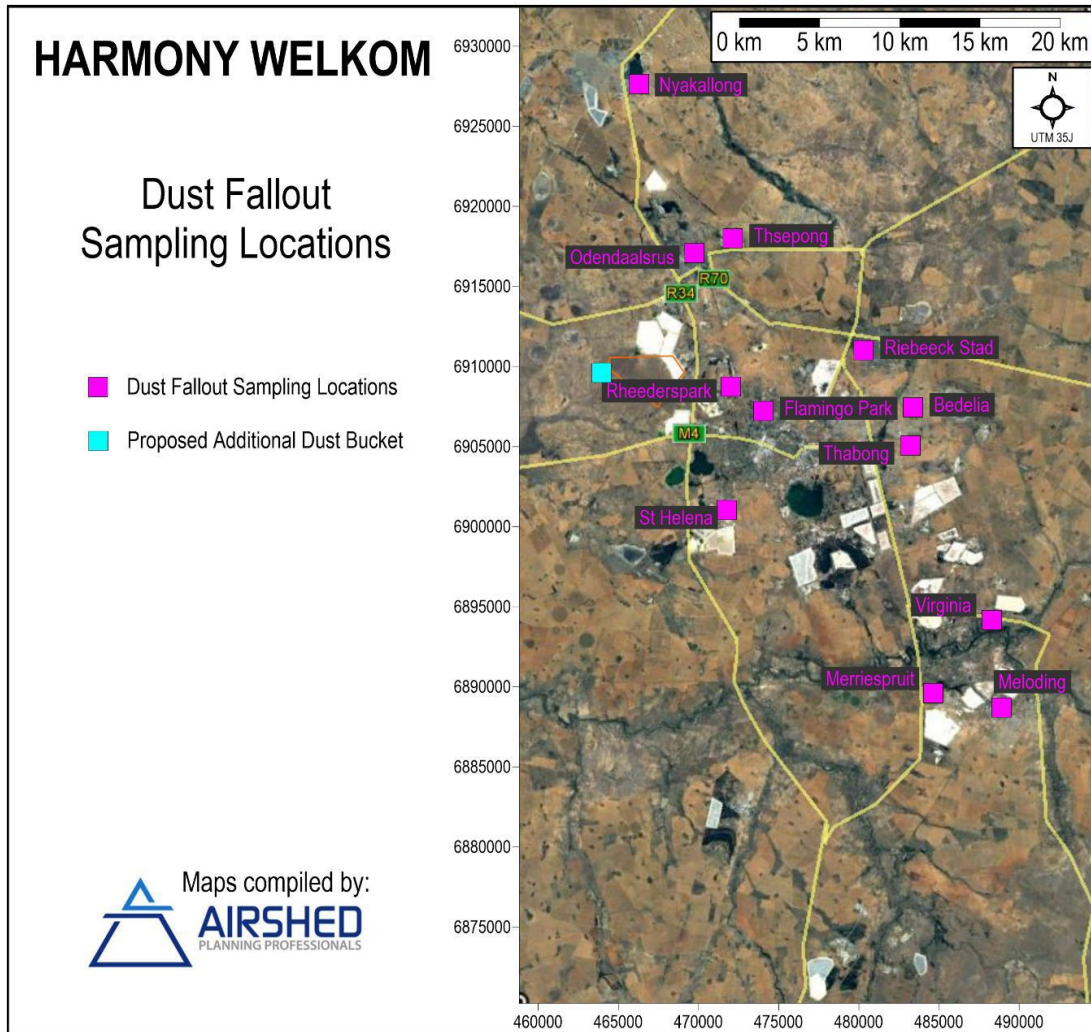 HARMONY WELKOM
Dust Fallout
Sampling Locations
Dust Fallout Sampling Locations
Proposed Additional Dust Bucket
Maps compiled by:
AIRSHED
PLANNING PROFESSIONALS
0 km 5 km 10 km 15 km 20 km
N
UTM 35J
6930000
6925000
6920000
6915000
6910000
6905000
6900000
6895000
6890000
6885000
6880000
6875000
Nyakallong
Thsepong
Odendaalsrus
R70
R34
Riebeeck Stad
Rheederspark
Flamingo Park
Bedelia
M4
Thabong
St Helena
Virginia
Merriespruit
Meloding
460000 465000 470000 475000 480000 485000 490000